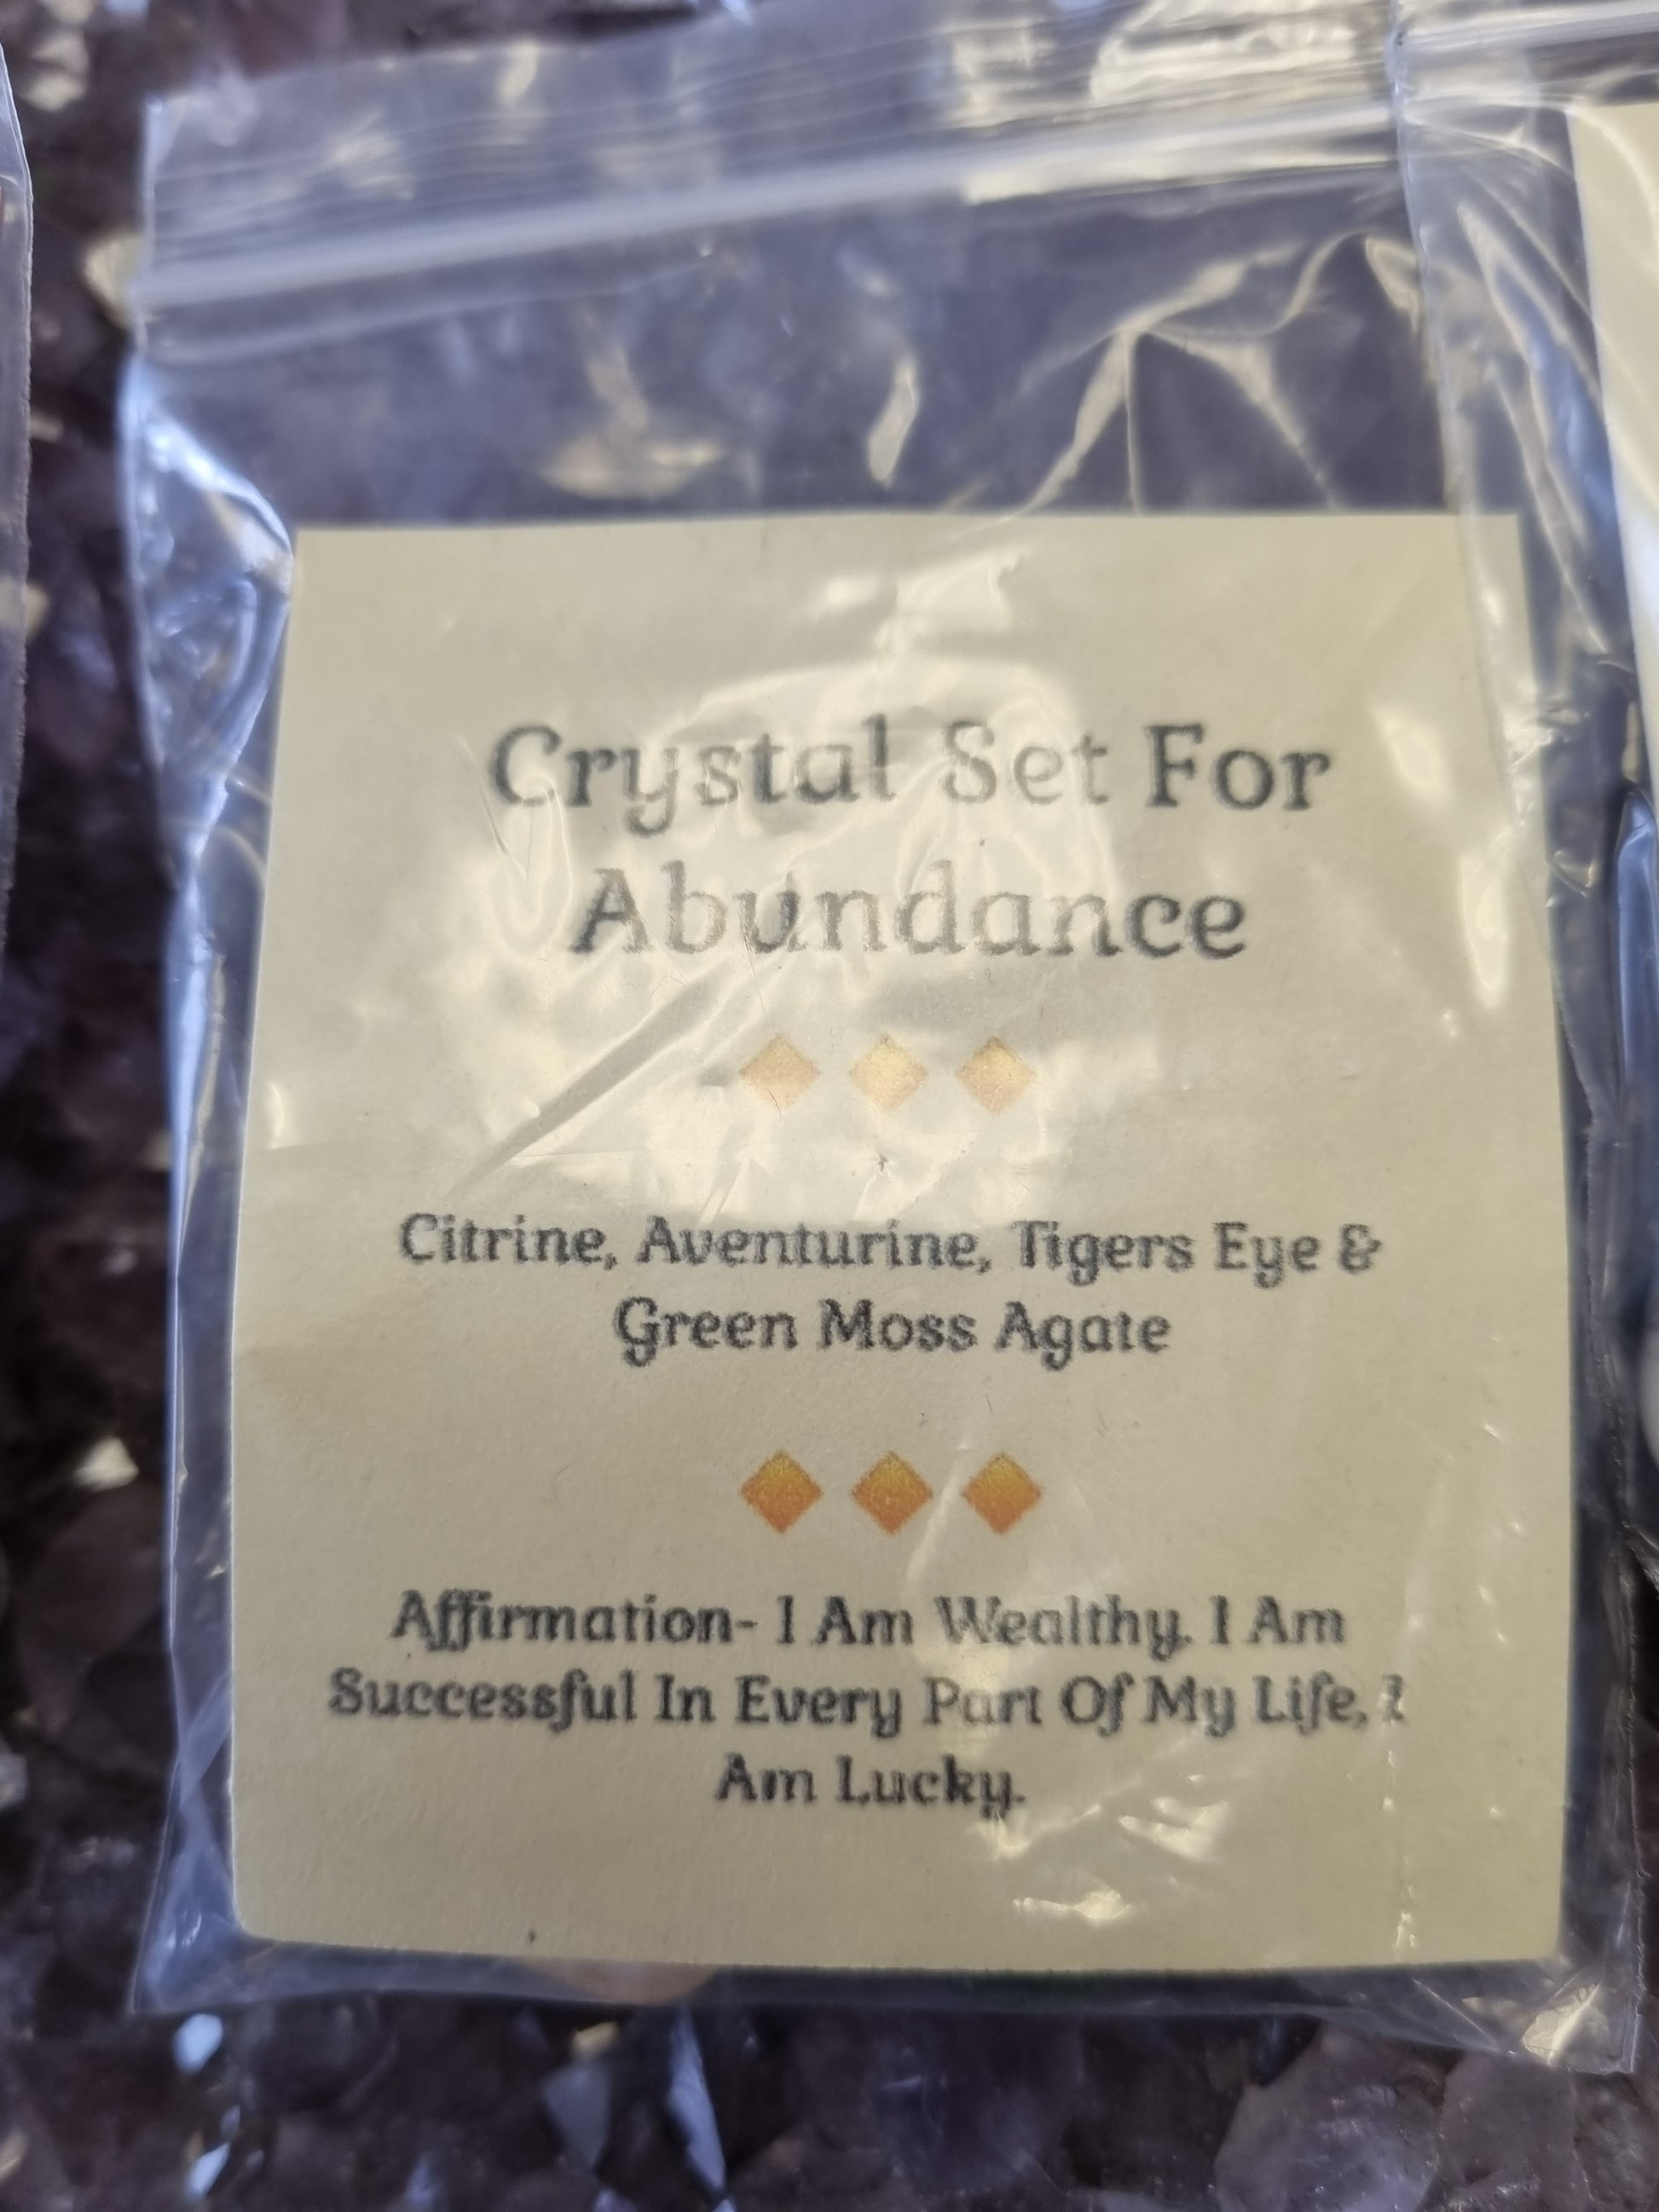 Crystal Set For
Abundance
Citrine, Aventurine, Tigers Eye &
Green Moss Agate
Affirmation- I Am Wealthy. I Am
Successful In Every Part Of My Life, I
Am Lucky.